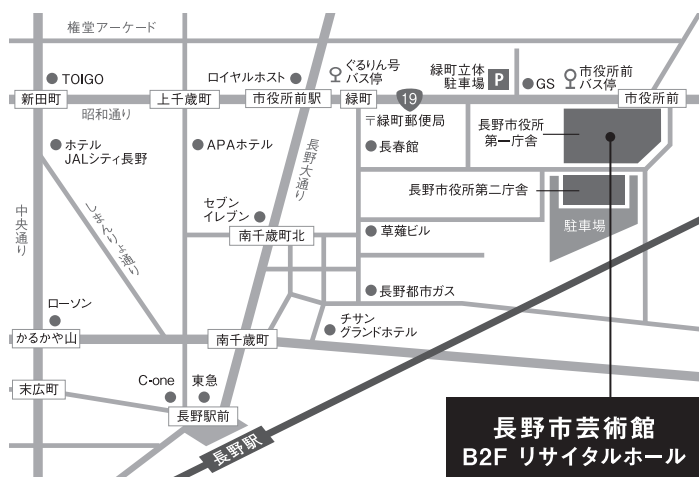 権堂アーケード
TOIGO
ロイヤルホスト
ぐるりん号
バス停
緑町立体
駐車場
P
GS
市役所前
バス停
新田町
上千歳町
市役所前駅
緑町
19
市役所前
昭和通り
〒緑町郵便局
長野市役所
第一庁舎
ホテル
JALシティ長野
APAホテル
長野大通り
長春館
長野市役所第二庁舎
中央通り
しまんりょ通り
セブン
イレブン
南千歳町北
草薙ビル
駐車場
長野都市ガス
ローソン
チサン
グランドホテル
かるかや山
南千歳町
C-one
東急
末広町
長野駅前
長野駅
長野市芸術館
B2F リサイタルホール